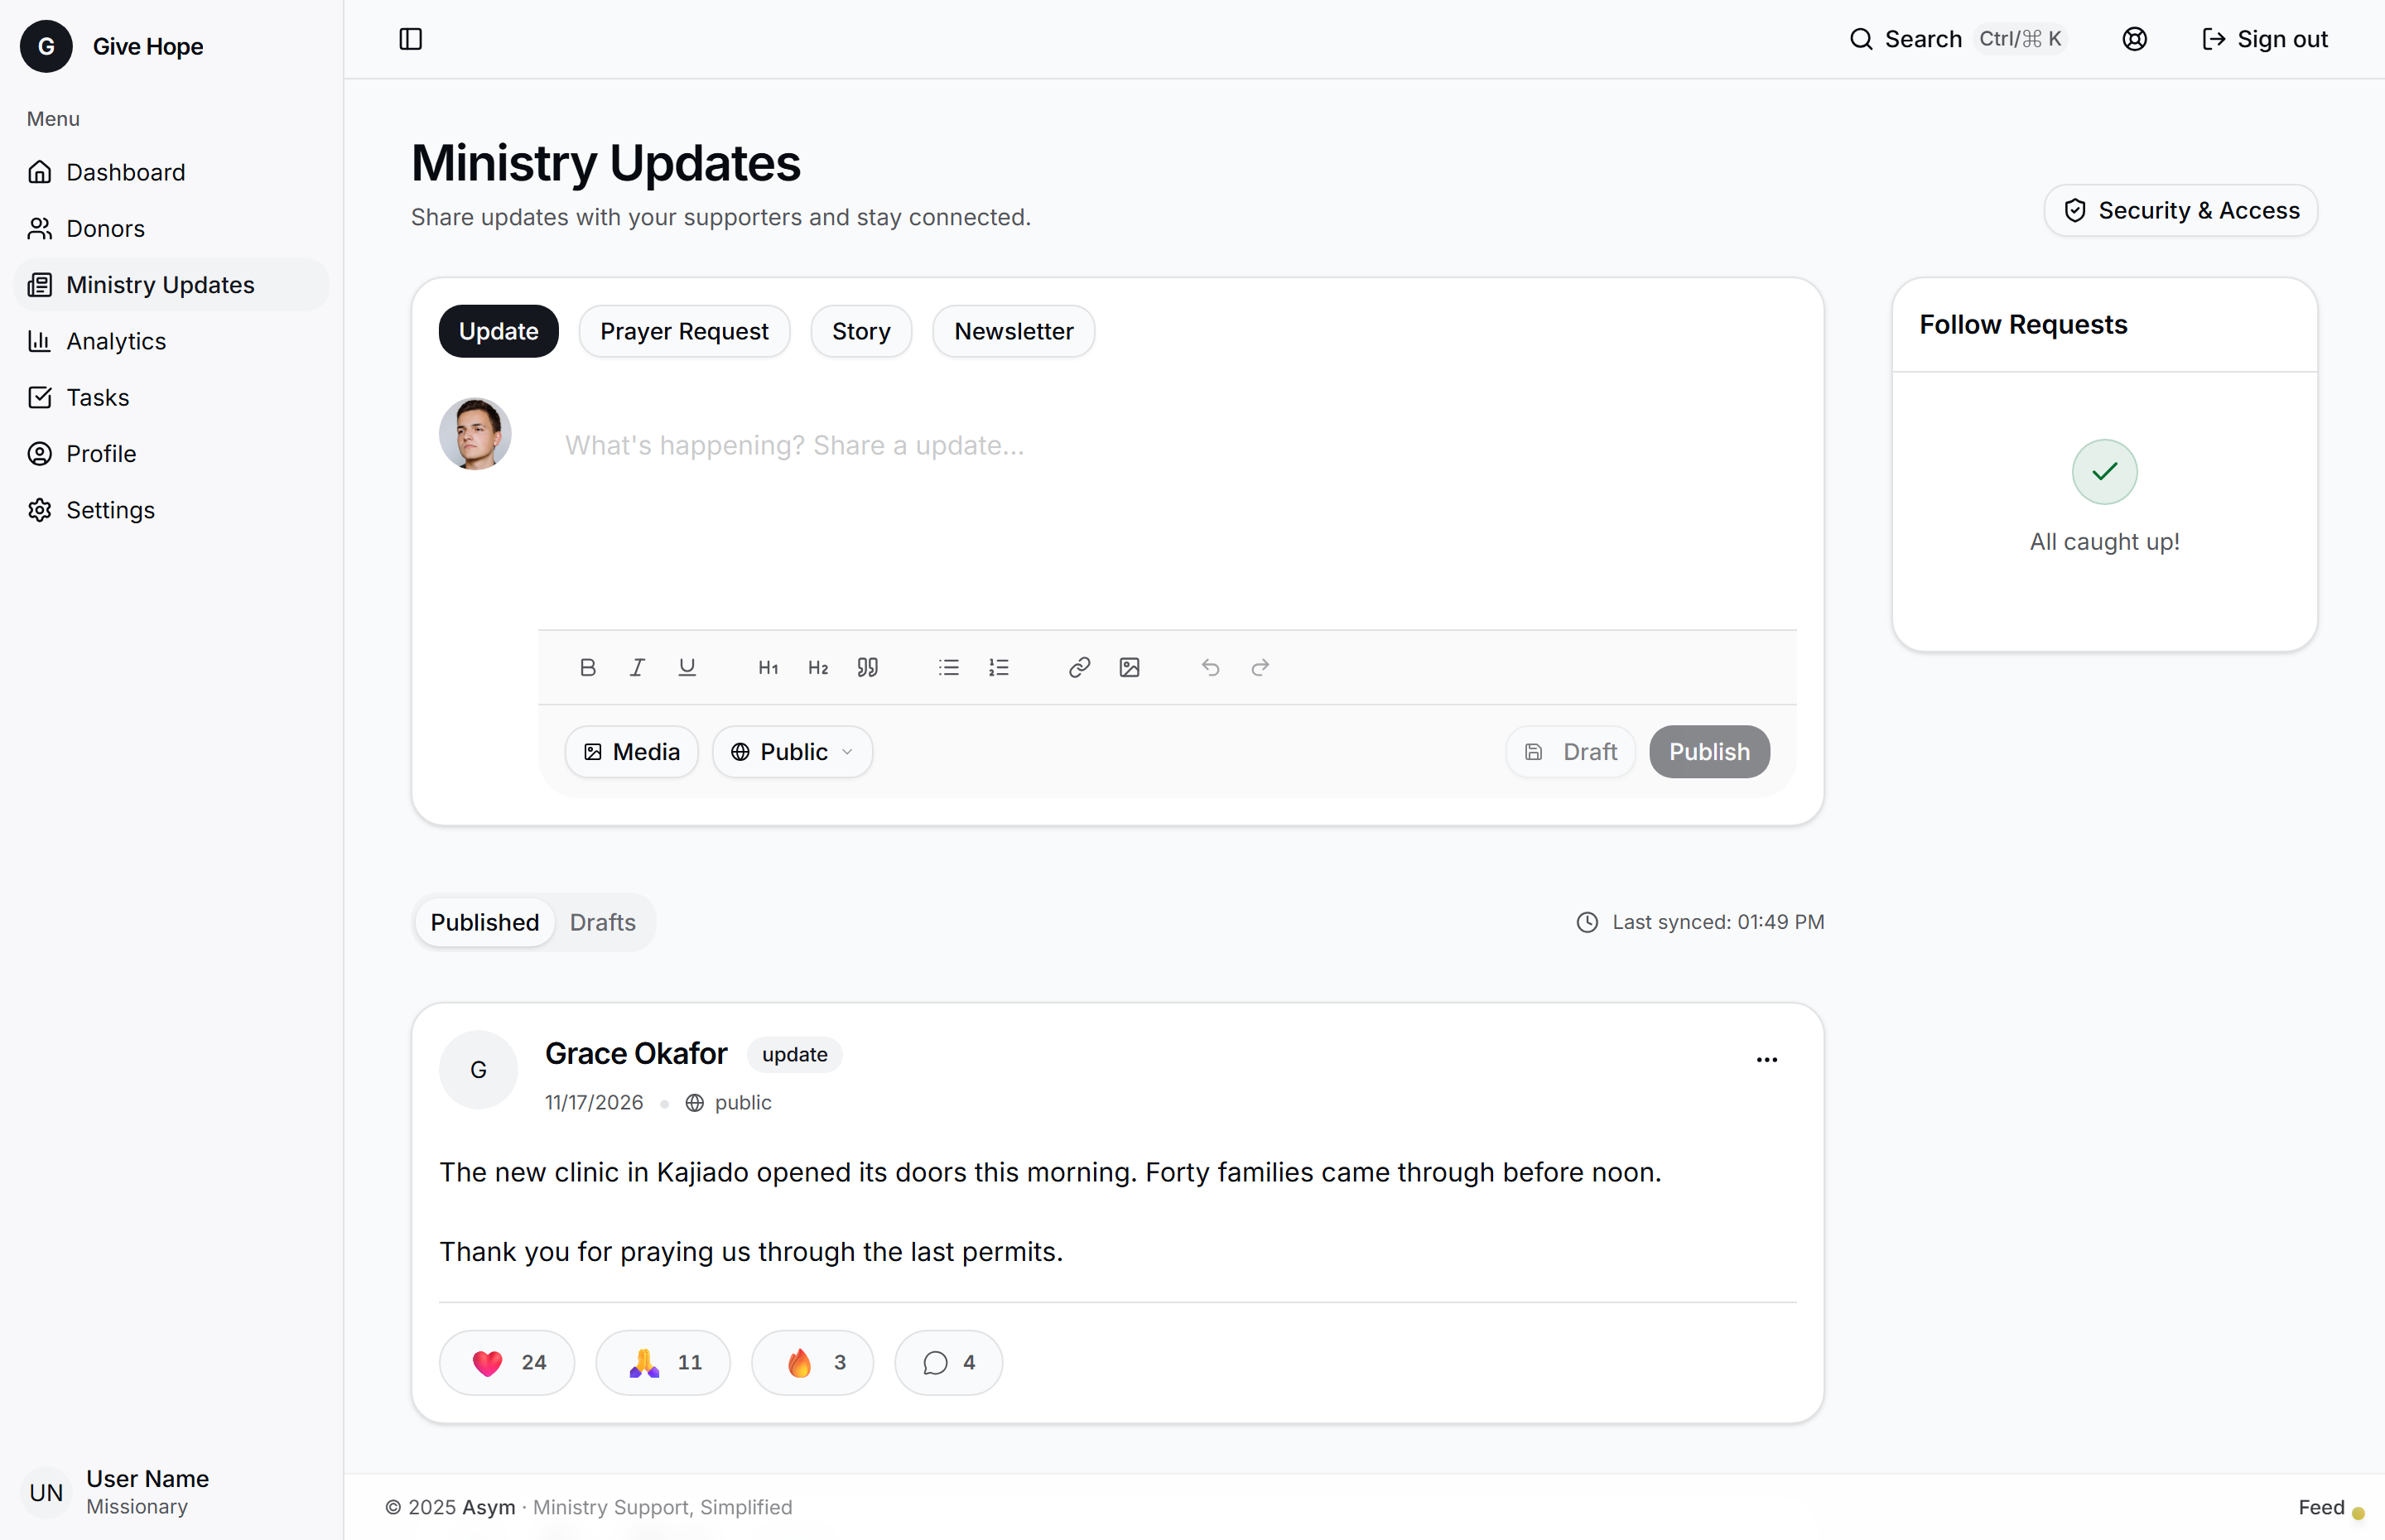 G Give Hope
Search Ctrl/⌘ K Sign out
Menu
Dashboard
Donors
Ministry Updates
Analytics
Tasks
Profile
Settings
UN User Name
Missionary
Ministry Updates
Share updates with your supporters and stay connected.
Security & Access
Update Prayer Request Story Newsletter
What's happening? Share a update...
B I U H1 H2
Media Public Draft Publish
Follow Requests
All caught up!
Published Drafts Last synced: 01:49 PM
G Grace Okafor update
11/17/2026 public
The new clinic in Kajiado opened its doors this morning. Forty families came through before noon.
Thank you for praying us through the last permits.
24 11 3 4
© 2025 Asym · Ministry Support, Simplified Feed